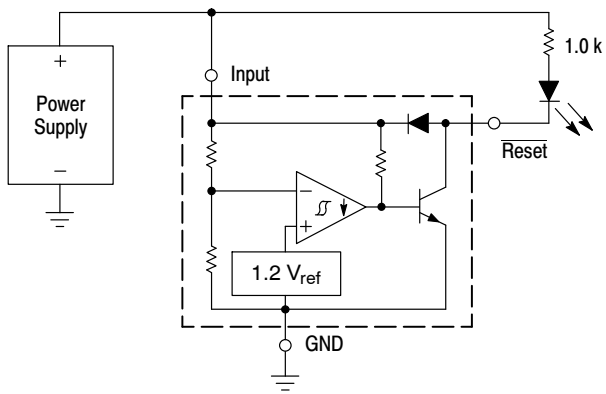 +
Power
Supply
–
Input
1.0 k
Reset
–
+
1.2 Vref
GND